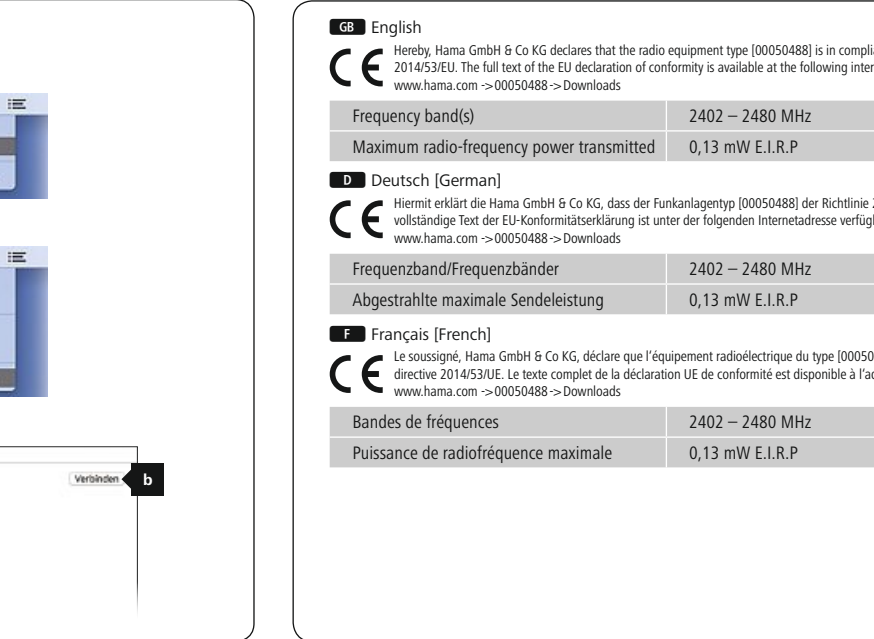 Verbinden
b
GB English
Hereby, Hama GmbH & Co KG declares that the radio equipment type [00050488] is in
2014/53/EU. The full text of the EU declaration of conformity is available at the following
www.hama.com ->00050488->Downloads
Frequency band(s) 2402 – 2480 MHz
Maximum radio-frequency power transmitted 0,13 mW E.I.R.P
D Deutsch [German]
Hiermit erklärt die Hama GmbH & Co KG, dass der Funkanlagentyp [00050488] der Richtlinie
vollständige Text der EU-Konformitätserklärung ist unter der folgenden Internetadresse
www.hama.com ->00050488->Downloads
Frequenzband/Frequenzbänder 2402 – 2480 MHz
Abgestrahlte maximale Sendeleistung 0,13 mW E.I.R.P
F Français [French]
Le soussigné, Hama GmbH & Co KG, déclare que l'équipement radioélectrique du type
directive 2014/53/UE. Le texte complet de la déclaration UE de conformité est disponible à
www.hama.com ->00050488->Downloads
Bandes de fréquences 2402 – 2480 MHz
Puissance de radiofréquence maximale 0,13 mW E.I.R.P